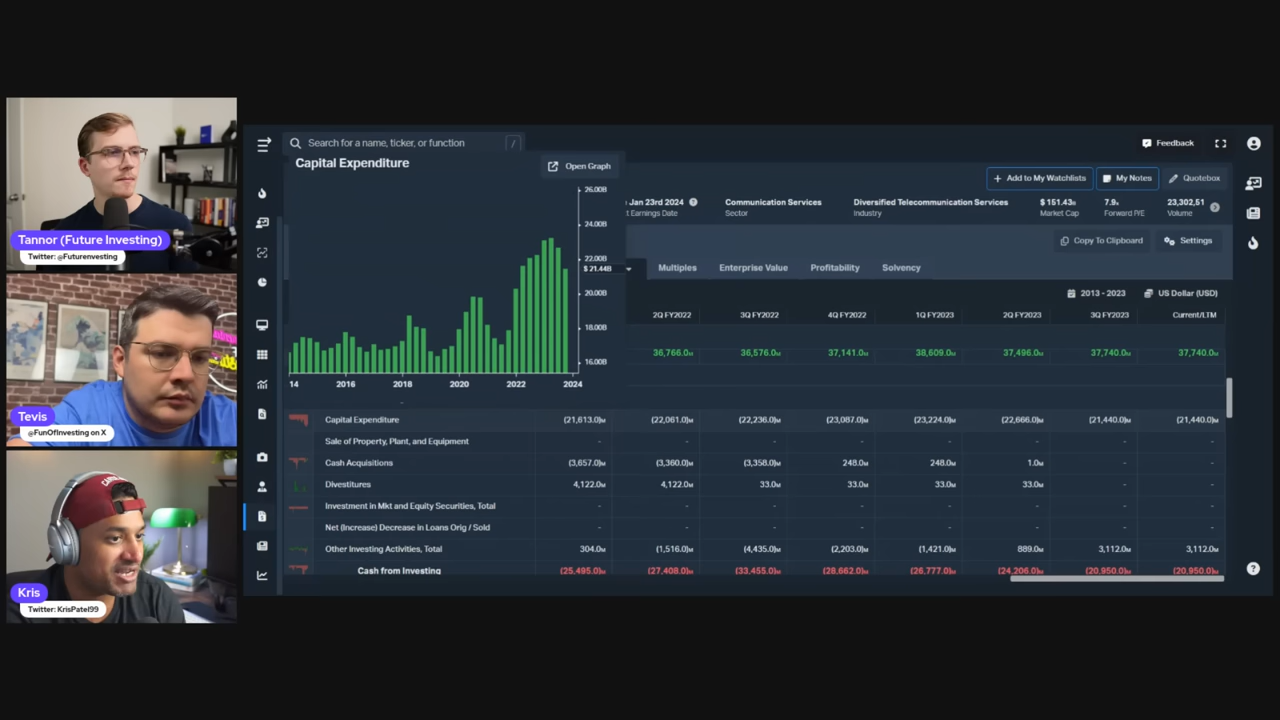 Tannor (Future Investing)
Twitter: @Futurenvesting
Tevis
@FunOfInvesting on X
Kris
Twitter: KrisPatel99
Search for a name, ticker, or function
/
Feedback
Capital Expenditure
Open Graph
26.00B
24.00B
22.00B
$ 21.44B
20.00B
18.00B
16.00B
14 2016 2018 2020 2022 2024
Add to My Watchlists
My Notes
Quotebox
Jan 23rd 2024
t Earnings Date
Communication Services
Sector
Diversified Telecommunication Services
Industry
$ 151.43B
Market Cap
7.9x
Forward P/E
23,302,51
Volume
Copy To Clipboard
Settings
Multiples Enterprise Value Profitability Solvency
2013 - 2023 US Dollar (USD)
2Q FY2022 3Q FY2022 4Q FY2022 1Q FY2023 2Q FY2023 3Q FY2023 Current/LTM
36,766.0M 36,576.0M 37,141.0M 38,609.0M 37,496.0M 37,740.0M 37,740.0M
Capital Expenditure (21,613.0)M (22,061.0)M (22,236.0)M (23,087.0)M (23,224.0)M (22,666.0)M (21,440.0)M (21,440.0)M
Sale of Property, Plant, and Equipment - - - - - - - -
Cash Acquisitions (3,657.0)M (3,360.0)M (3,358.0)M 248.0M 248.0M 1.0M - -
Divestitures 4,122.0M 4,122.0M 33.0M 33.0M 33.0M 33.0M - -
Investment in Mkt and Equity Securities, Total - - - - - - - -
Net (Increase) Decrease in Loans Orig / Sold - - - - - - - -
Other Investing Activities, Total 304.0M (1,516.0)M (4,435.0)M (2,203.0)M (1,421.0)M 889.0M 3,112.0M 3,112.0M
Cash from Investing (25,495.0)M (27,408.0)M (33,455.0)M (28,662.0)M (26,777.0)M (24,206.0)M (20,950.0)M (20,950.0)M